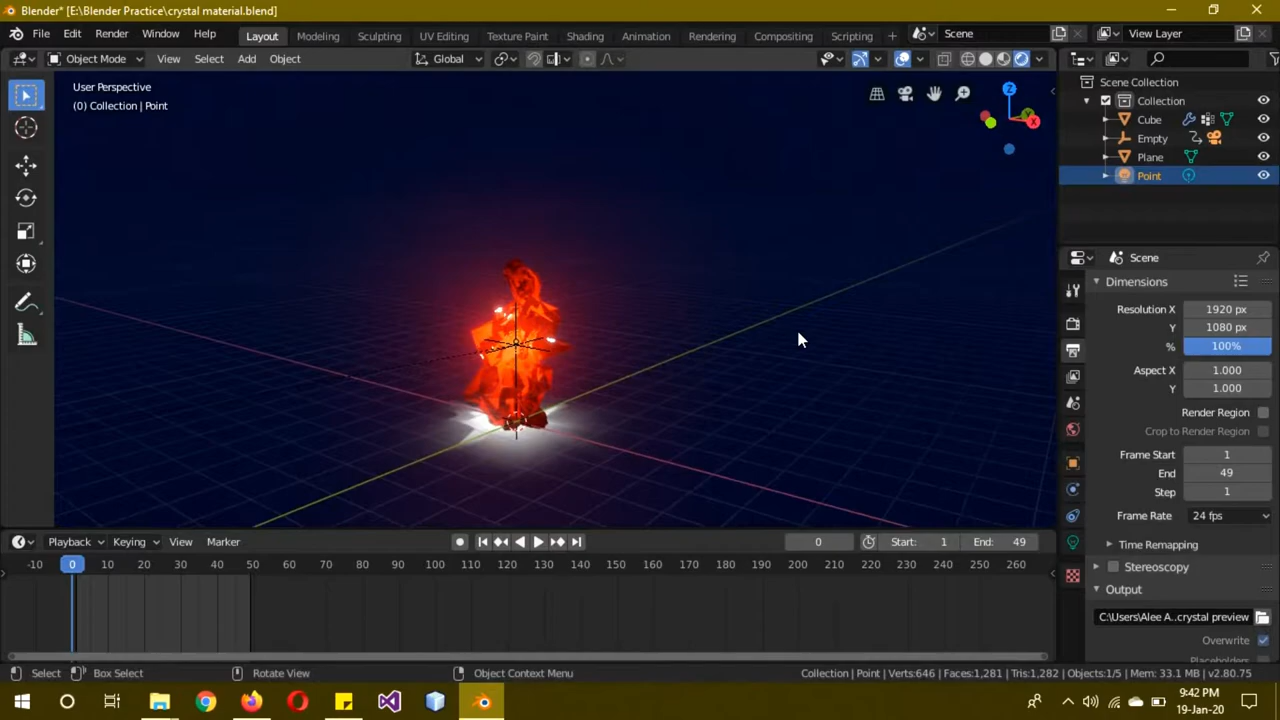 Blender* [E:\Blender Practice\crystal material.blend]
File Edit Render Window Help Layout Modeling Sculpting UV Editing Texture Paint Shading Animation Rendering Compositing Scripting + Scene View Layer
Object Mode View Select Add Object Global
User Perspective
(0) Collection | Point
Z
Y
X
Scene Collection
Collection
Cube
Empty
Plane
Point
Scene
Dimensions
Resolution X 1920 px
Y 1080 px
% 100%
Aspect X 1.000
Y 1.000
Render Region
Crop to Render Region
Frame Start 1
End 49
Step 1
Frame Rate 24 fps
Time Remapping
Stereoscopy
Output
C:\Users\Alee A..crystal preview
Overwrite
Placeholders
Playback Keying View Marker 0 Start: 1 End: 49
-10 0 10 20 30 40 50 60 70 80 90 100 110 120 130 140 150 160 170 180 190 200 210 220 230 240 250 260
Select Box Select Rotate View Object Context Menu Collection | Point | Verts:646 | Faces:1,281 | Tris:1,282 | Objects:1/5 | Mem: 33.1 MB | v2.80.75
9:42 PM
19-Jan-20